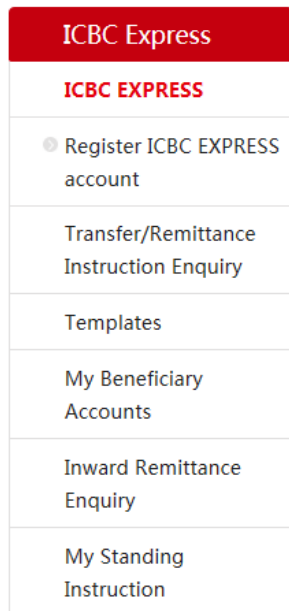 ICBC Express
ICBC EXPRESS
Register ICBC EXPRESS
account
Transfer/Remittance
Instruction Enquiry
Templates
My Beneficiary
Accounts
Inward Remittance
Enquiry
My Standing
Instruction